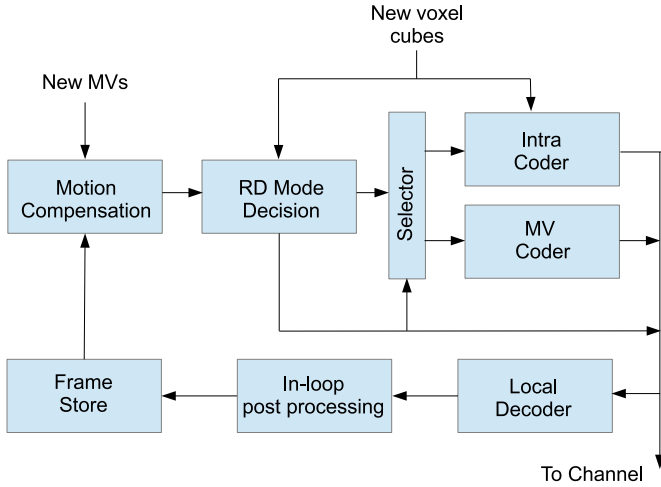 New voxel
cubes
New MVs
Motion
Compensation
RD Mode
Decision
Selector
Intra
Coder
MV
Coder
Frame
Store
In-loop
post processing
Local
Decoder
To Channel